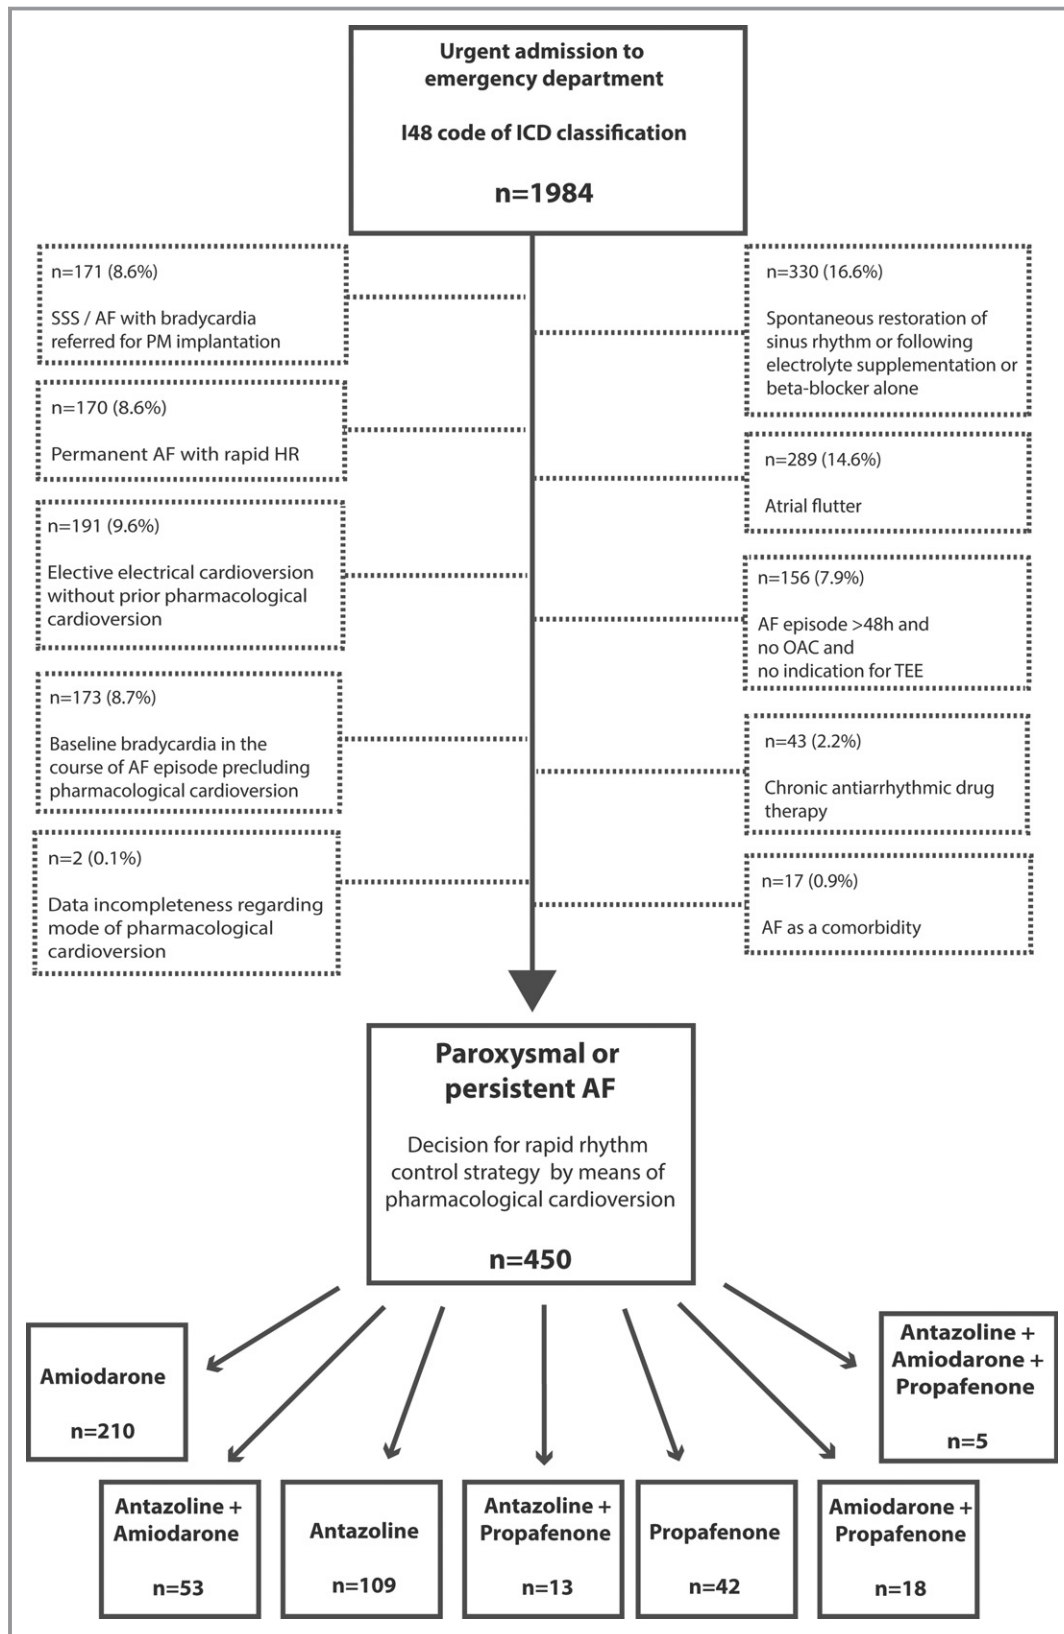 Urgent admission to
emergency department
I48 code of ICD classification
n=1984
n=171 (8.6%)
SSS / AF with bradycardia
referred for PM implantation
n=170 (8.6%)
Permanent AF with rapid HR
n=191 (9.6%)
Elective electrical cardioversion
without prior pharmacological
cardioversion
n=173 (8.7%)
Baseline bradycardia in the
course of AF episode precluding
pharmacological cardioversion
n=2 (0.1%)
Data incompleteness regarding
mode of pharmacological
cardioversion
n=330 (16.6%)
Spontaneous restoration of
sinus rhythm or following
electrolyte supplementation or
beta-blocker alone
n=289 (14.6%)
Atrial flutter
n=156 (7.9%)
AF episode >48h and
no OAC and
no indication for TEE
n=43 (2.2%)
Chronic antiarrhythmic drug
therapy
n=17 (0.9%)
AF as a comorbidity
Paroxysmal or
persistent AF
Decision for rapid rhythm
control strategy by means of
pharmacological cardioversion
n=450
Amiodarone
n=210
Antazoline +
Amiodarone
n=53
Antazoline
n=109
Antazoline +
Propafenone
n=13
Propafenone
n=42
Amiodarone +
Propafenone
n=18
Antazoline +
Amiodarone +
Propafenone
n=5